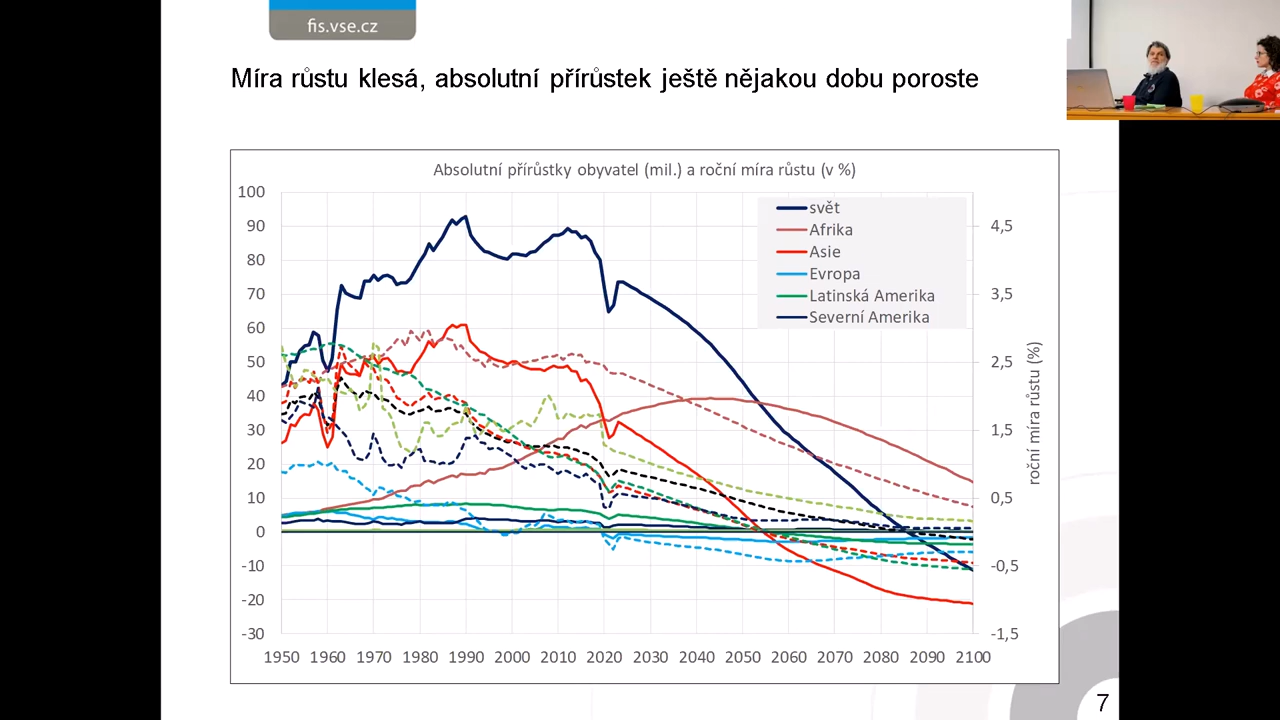 fis.vse.cz
Míra růstu klesá, absolutní přírůstek ještě nějakou dobu poroste
Absolutní přírůstky obyvatel (mil.) a roční míra růstu (v %)
100
90
80
70
60
50
40
30
20
10
0
-10
-20
-30
svět
Afrika
Asie
Evropa
Latinská Amerika
Severní Amerika
4,5
3,5
2,5
1,5
0,5
-0,5
-1,5
roční míra růstu (%)
1950 1960 1970 1980 1990 2000 2010 2020 2030 2040 2050 2060 2070 2080 2090 2100
7